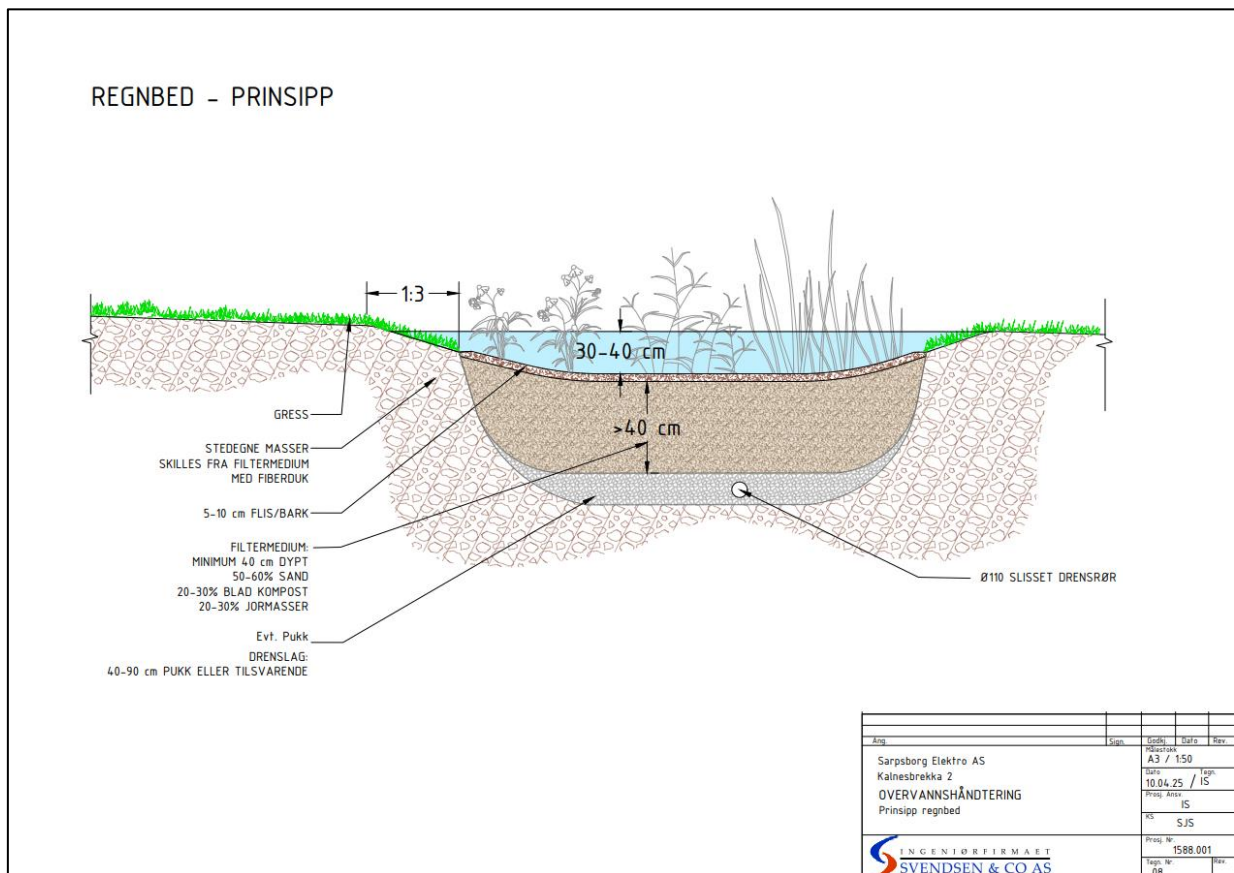 REGNBED - PRINSIPP
1:3
30-40 cm
>40 cm
GRESS
STEDEGNE MASSER
SKILLES FRA FILTERMEDIUM
MED FIBERDUK
5-10 cm FLIS/BARK
FILTERMEDIUM:
MINIMUM 40 cm DYPT
50-60% SAND
20-30% BLAD KOMPOST
20-30% JORMASSER
Evt. Pukk
DRENSLAG:
40-90 cm PUKK ELLER TILSVARENDE
Ø110 SLISSET DRENSRØR
Ang. Sign. Godkj. Dato Rev.
Sarpsborg Elektro AS
Kalnesbrekka 2
OVERVANNSHÅNDTERING
Prinsipp regnbed
Målestokk
A3 / 1:50
Dato Tegn.
10.04.25 / IS
Prosj. Ansv.
IS
KS
SJS
Prosj. Nr.
1588.001
Tegn. Nr. Rev.
08
INGENIØRFIRMAET
SVENDSEN & CO AS